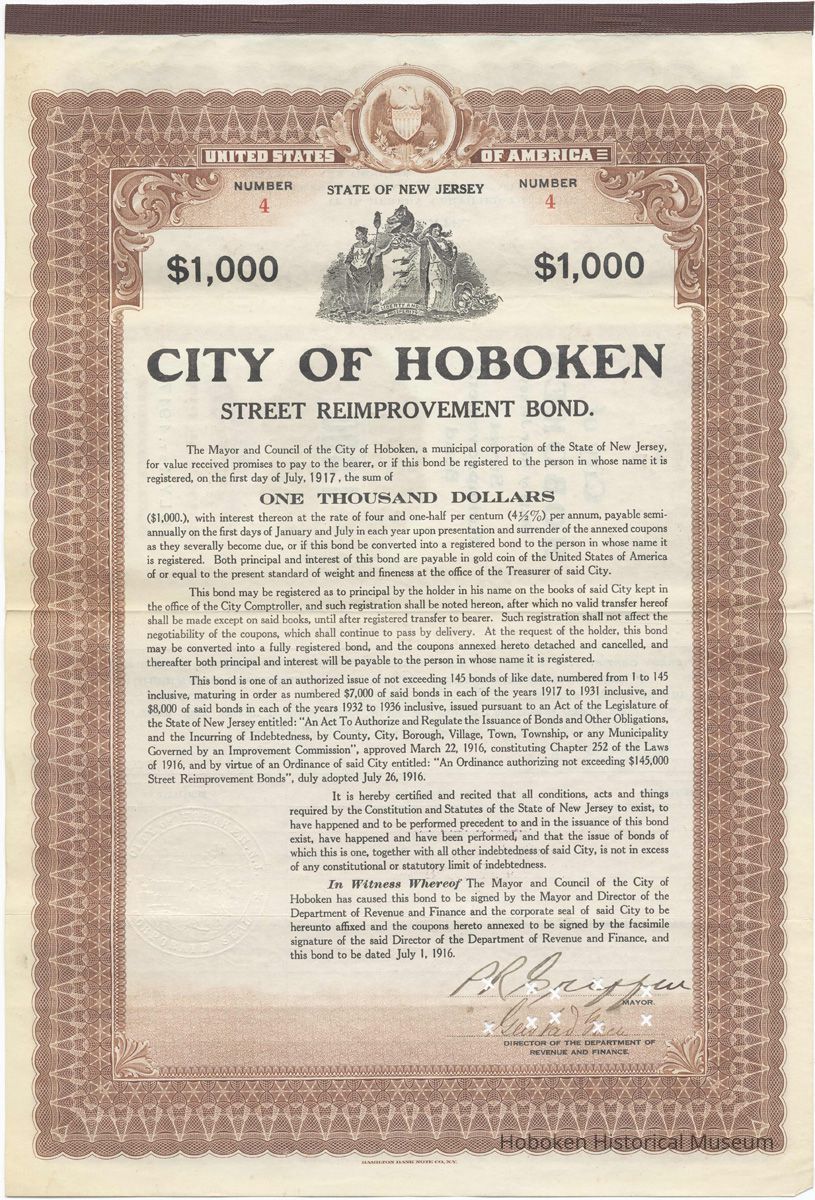 UNITED STATES OF AMERICA
NUMBER
4
STATE OF NEW JERSEY
NUMBER
4
$1,000
$1,000
LIBERTY AND
PROSPERITY
CITY OF HOBOKEN
STREET REIMPROVEMENT BOND.
The Mayor and Council of the City of Hoboken, a municipal corporation of the State of New Jersey,
for value received promises to pay to the bearer, or if this bond be registered to the person in whose name it is
registered, on the first day of July, 1917, the sum of
ONE THOUSAND DOLLARS
($1,000.), with interest thereon at the rate of four and one-half per centum (4½%) per annum, payable semi-
annually on the first days of January and July in each year upon presentation and surrender of the annexed coupons
as they severally become due, or if this bond be converted into a registered bond to the person in whose name it
is registered. Both principal and interest of this bond are payable in gold coin of the United States of America
of or equal to the present standard of weight and fineness at the office of the Treasurer of said City.
This bond may be registered as to principal by the holder in his name on the books of said City kept in
the office of the City Comptroller, and such registration shall be noted hereon, after which no valid transfer hereof
shall be made except on said books, until after registered transfer to bearer. Such registration shall not affect the
negotiability of the coupons, which shall continue to pass by delivery. At the request of the holder, this bond
may be converted into a fully registered bond, and the coupons annexed hereto detached and cancelled, and
thereafter both principal and interest will be payable to the person in whose name it is registered.
This bond is one of an authorized issue of not exceeding 145 bonds of like date, numbered from 1 to 145
inclusive, maturing in order as numbered $7,000 of said bonds in each of the years 1917 to 1931 inclusive, and
$8,000 of said bonds in each of the years 1932 to 1936 inclusive, issued pursuant to an Act of the Legislature of
the State of New Jersey entitled: "An Act To Authorize and Regulate the Issuance of Bonds and Other Obligations,
and the Incurring of Indebtedness, by County, City, Borough, Village, Town, Township, or any Municipality
Governed by an Improvement Commission", approved March 22, 1916, constituting Chapter 252 of the Laws
of 1916, and by virtue of an Ordinance of said City entitled: "An Ordinance authorizing not exceeding $145,000
Street Reimprovement Bonds", duly adopted July 26, 1916.
It is hereby certified and recited that all conditions, acts and things
required by the Constitution and Statutes of the State of New Jersey to exist, to
have happened and to be performed precedent to and in the issuance of this bond
exist, have happened and have been performed, and that the issue of bonds of
which this is one, together with all other indebtedness of said City, is not in excess
of any constitutional or statutory limit of indebtedness.
In Witness Whereof The Mayor and Council of the City of
Hoboken has caused this bond to be signed by the Mayor and Director of the
Department of Revenue and Finance and the corporate seal of said City to be
hereunto affixed and the coupons hereto annexed to be signed by the facsimile
signature of the said Director of the Department of Revenue and Finance, and
this bond to be dated July 1, 1916.
P. R. Griffin
MAYOR.
DIRECTOR OF THE DEPARTMENT OF
REVENUE AND FINANCE.
Hoboken Historical Museum
HAMILTON BANK NOTE CO., N.Y.